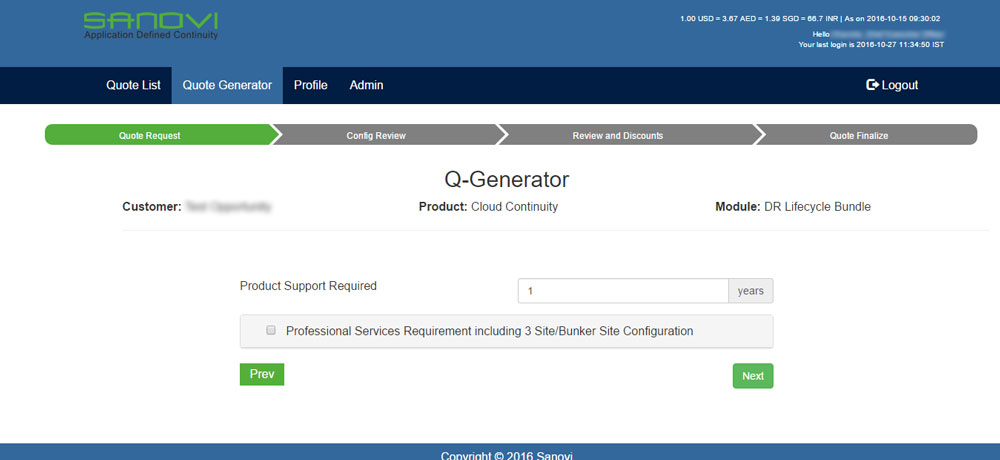 SANOVI
Application Defined Continuity
1.00 USD = 3.67 AED = 1.39 SGD = 66.7 INR | As on 2016-10-15 09:30:02
Hello
Your last login is 2016-10-27 11:34:50 IST
Quote List Quote Generator Profile Admin Logout
Quote Request Config Review Review and Discounts Quote Finalize
Q-Generator
Customer: Test Opportunity Product: Cloud Continuity Module: DR Lifecycle Bundle
Product Support Required 1 years
Professional Services Requirement including 3 Site/Bunker Site Configuration
Prev Next
Copyright © 2016 Sanovi